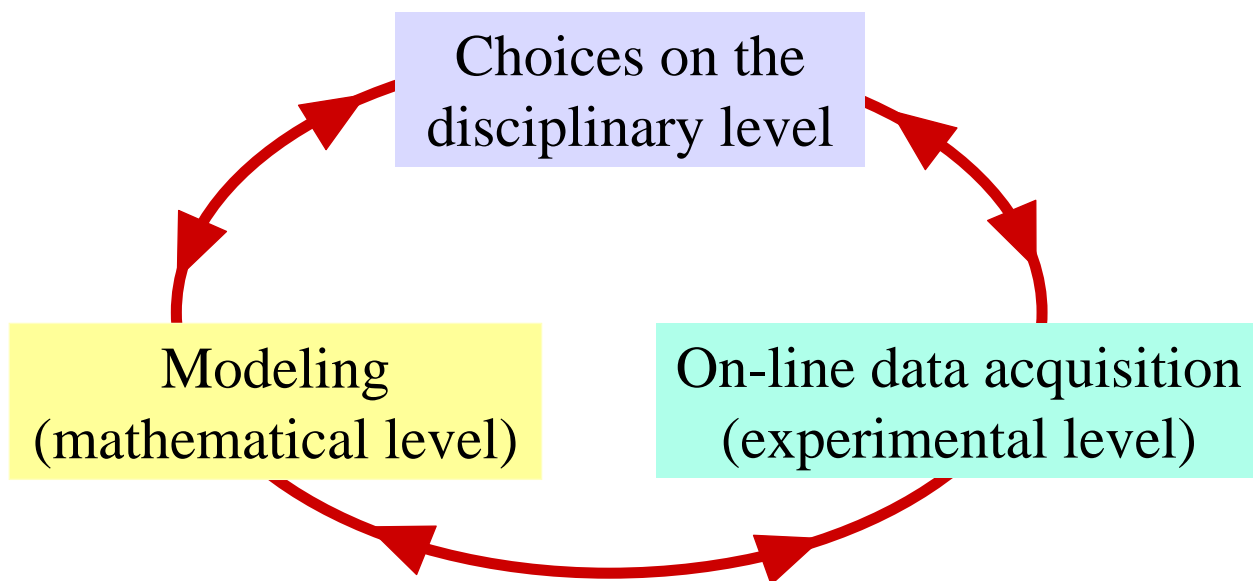 Choices on the
disciplinary level
Modeling
(mathematical level)
On-line data acquisition
(experimental level)